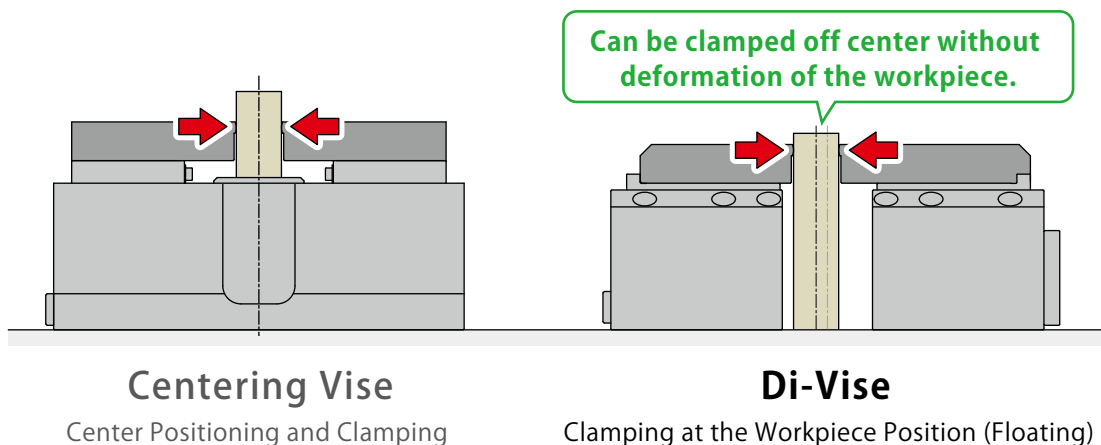 Can be clamped off center without
deformation of the workpiece.
Centering Vise
Center Positioning and Clamping
Di-Vise
Clamping at the Workpiece Position (Floating)